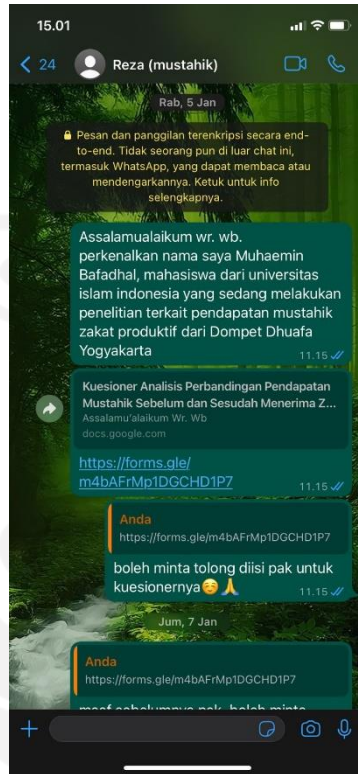 15.01
24
Reza (mustahik)
Rab, 5 Jan
Pesan dan panggilan terenkripsi secara end-
to-end. Tidak seorang pun di luar chat ini,
termasuk WhatsApp, yang dapat membaca atau
mendengarkannya. Ketuk untuk info
selengkapnya.
Assalamualaikum wr. wb.
perkenalkan nama saya Muhaemin
Bafadhal, mahasiswa dari universitas
islam indonesia yang sedang melakukan
penelitian terkait pendapatan mustahik
zakat produktif dari Dompet Dhuafa
Yogyakarta
11.15
Kuesioner Analisis Perbandingan Pendapatan
Mustahik Sebelum dan Sesudah Menerima Z...
Assalamu'alaikum Wr. Wb
docs.google.com
https://forms.gle/
m4bAFrMp1DGCHD1P7
11.15
Anda
https://forms.gle/m4bAFrMp1DGCHD1P7
boleh minta tolong diisi pak untuk
kuesionernya😊🙏
11.15
Jum, 7 Jan
Anda
https://forms.gle/m4bAFrMp1DGCHD1P7
maaf sebelumnya pak, boleh minta